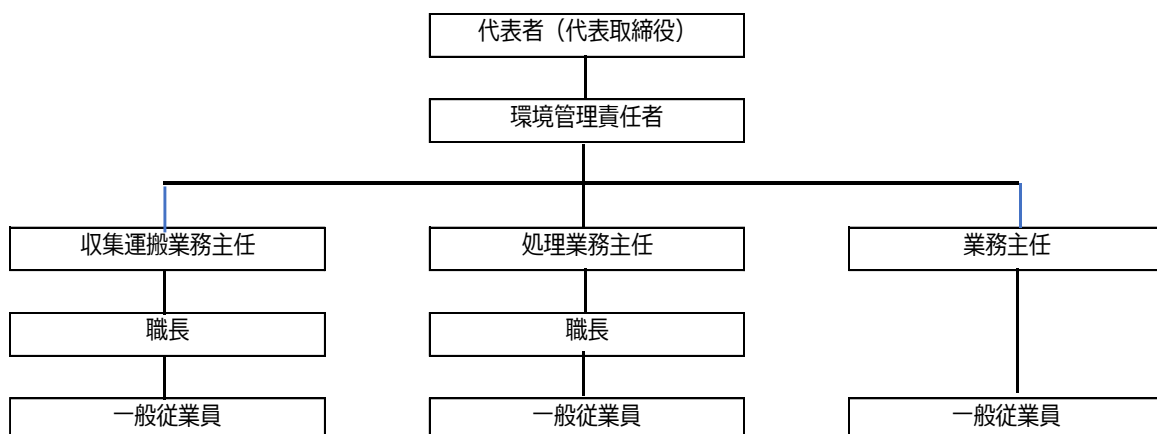 代表者（代表取締役）
環境管理責任者
収集運搬業務主任
処理業務主任
業務主任
職長
職長
一般従業員
一般従業員
一般従業員